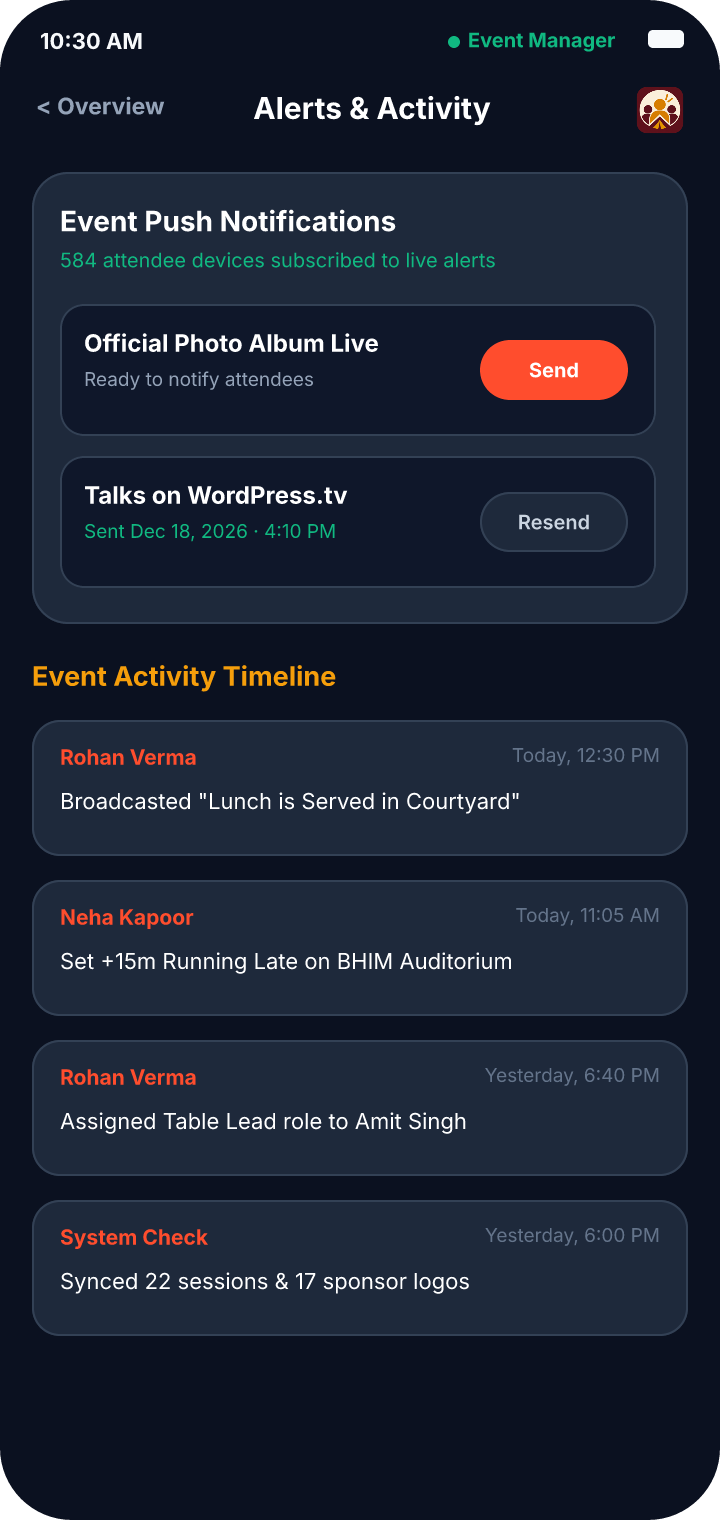 10:30 AM
Event Manager
< Overview
Alerts & Activity
Event Push Notifications
584 attendee devices subscribed to live alerts
Official Photo Album Live
Ready to notify attendees
Send
Talks on WordPress.tv
Sent Dec 18, 2026 · 4:10 PM
Resend
Event Activity Timeline
Rohan Verma
Today, 12:30 PM
Broadcasted "Lunch is Served in Courtyard"
Neha Kapoor
Today, 11:05 AM
Set +15m Running Late on BHIM Auditorium
Rohan Verma
Yesterday, 6:40 PM
Assigned Table Lead role to Amit Singh
System Check
Yesterday, 6:00 PM
Synced 22 sessions & 17 sponsor logos